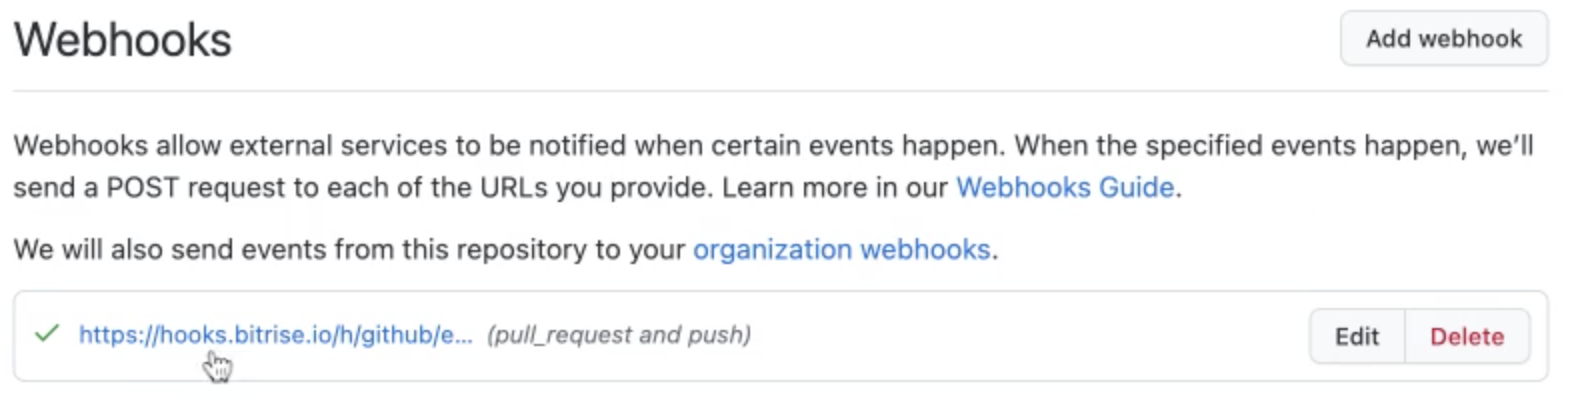 Webhooks
Add webhook
Webhooks allow external services to be notified when certain events happen. When the specified events happen, we’ll
send a POST request to each of the URLs you provide. Learn more in our Webhooks Guide.
We will also send events from this repository to your organization webhooks.
https://hooks.bitrise.io/h/github/e... (pull_request and push)
Edit
Delete